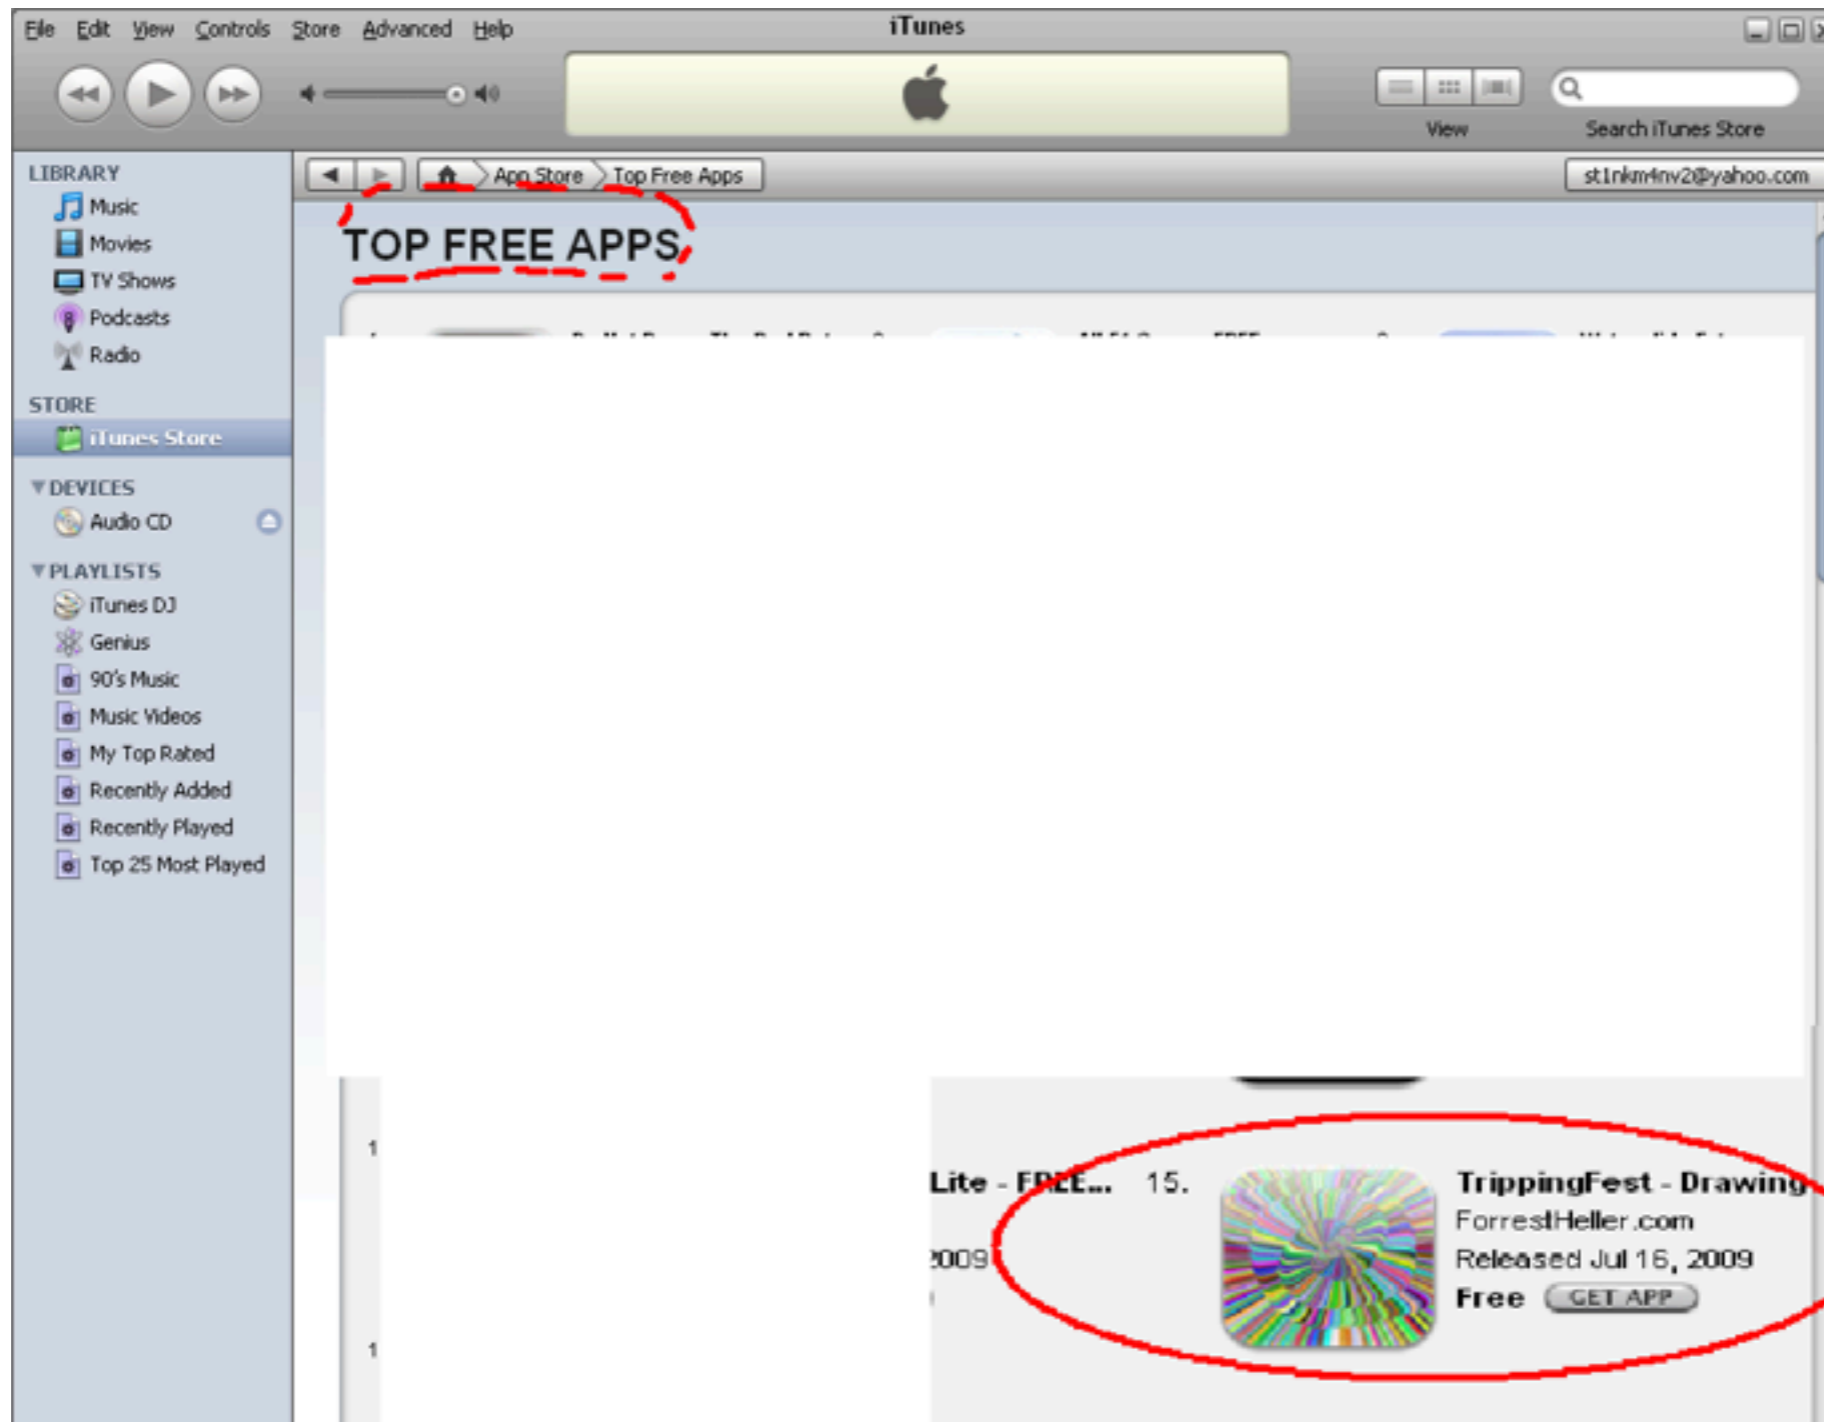 File Edit View Controls Store Advanced Help
iTunes
View
Search iTunes Store
LIBRARY
Music
Movies
TV Shows
Podcasts
Radio
STORE
iTunes Store
DEVICES
Audio CD
PLAYLISTS
iTunes DJ
Genius
90's Music
Music Videos
My Top Rated
Recently Added
Recently Played
Top 25 Most Played
App Store Top Free Apps
st1nkm4nv2@yahoo.com
TOP FREE APPS
1
Lite - FREE... 15.
TrippingFest - Drawing
ForrestHeller.com
2009
Released Jul 16, 2009
Free GET APP
1